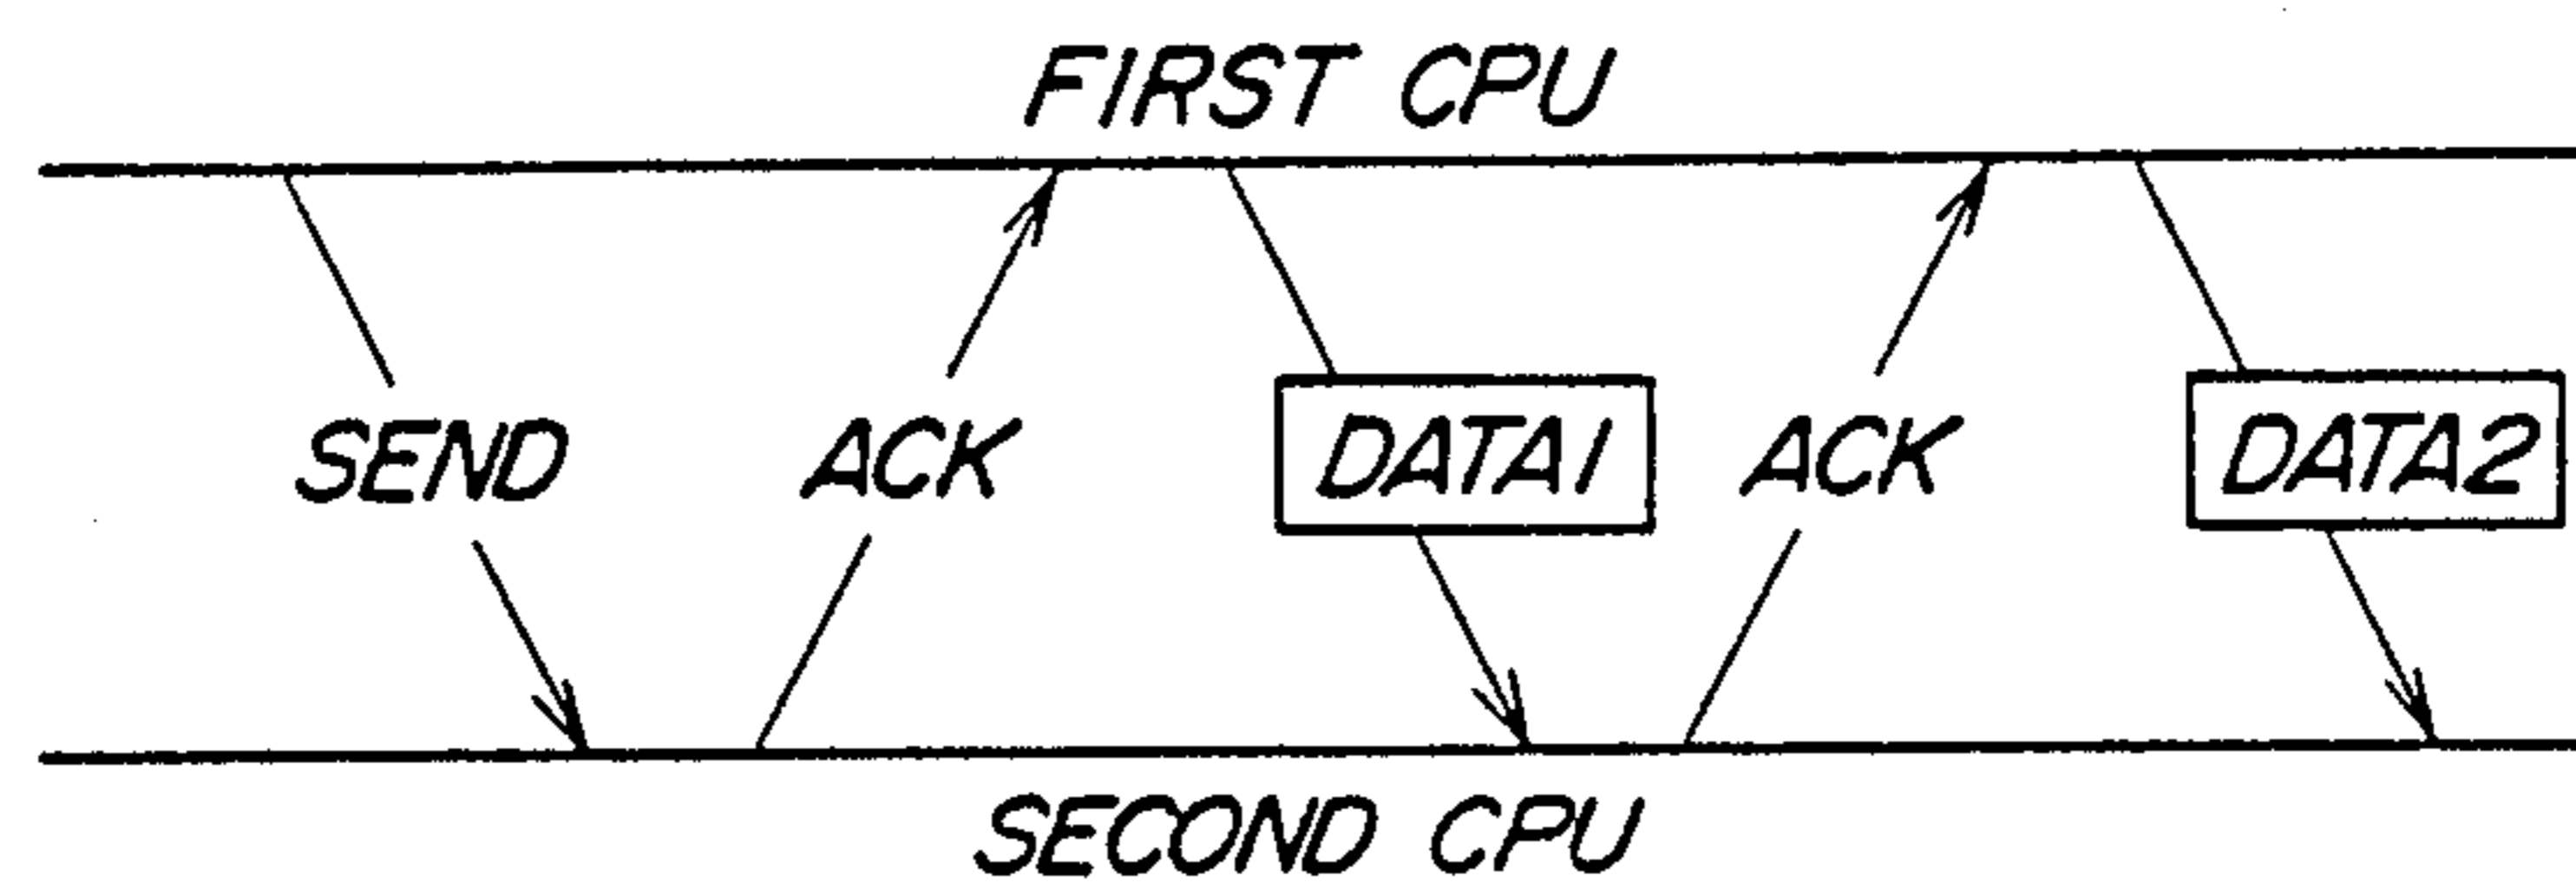 FIRST CPU
SEND ACK DATA1 ACK DATA2
SECOND CPU